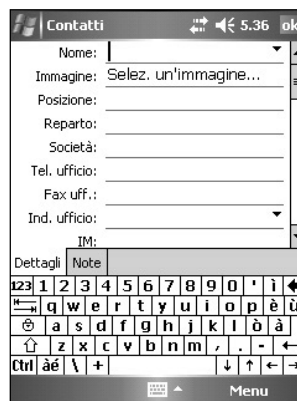 Contatti 5.36 ok
Nome:
Immagine: Selez. un'immagine...
Posizione:
Reparto:
Società:
Tel. ufficio:
Fax uff.:
Ind. ufficio:
IM:
Dettagli Note
123 1 2 3 4 5 6 7 8 9 0 ' ì
q w e r t y u i o p è ù
a s d f g h j k l ò à
z x c v b n m , . -
Ctrl àé \ +
Menu